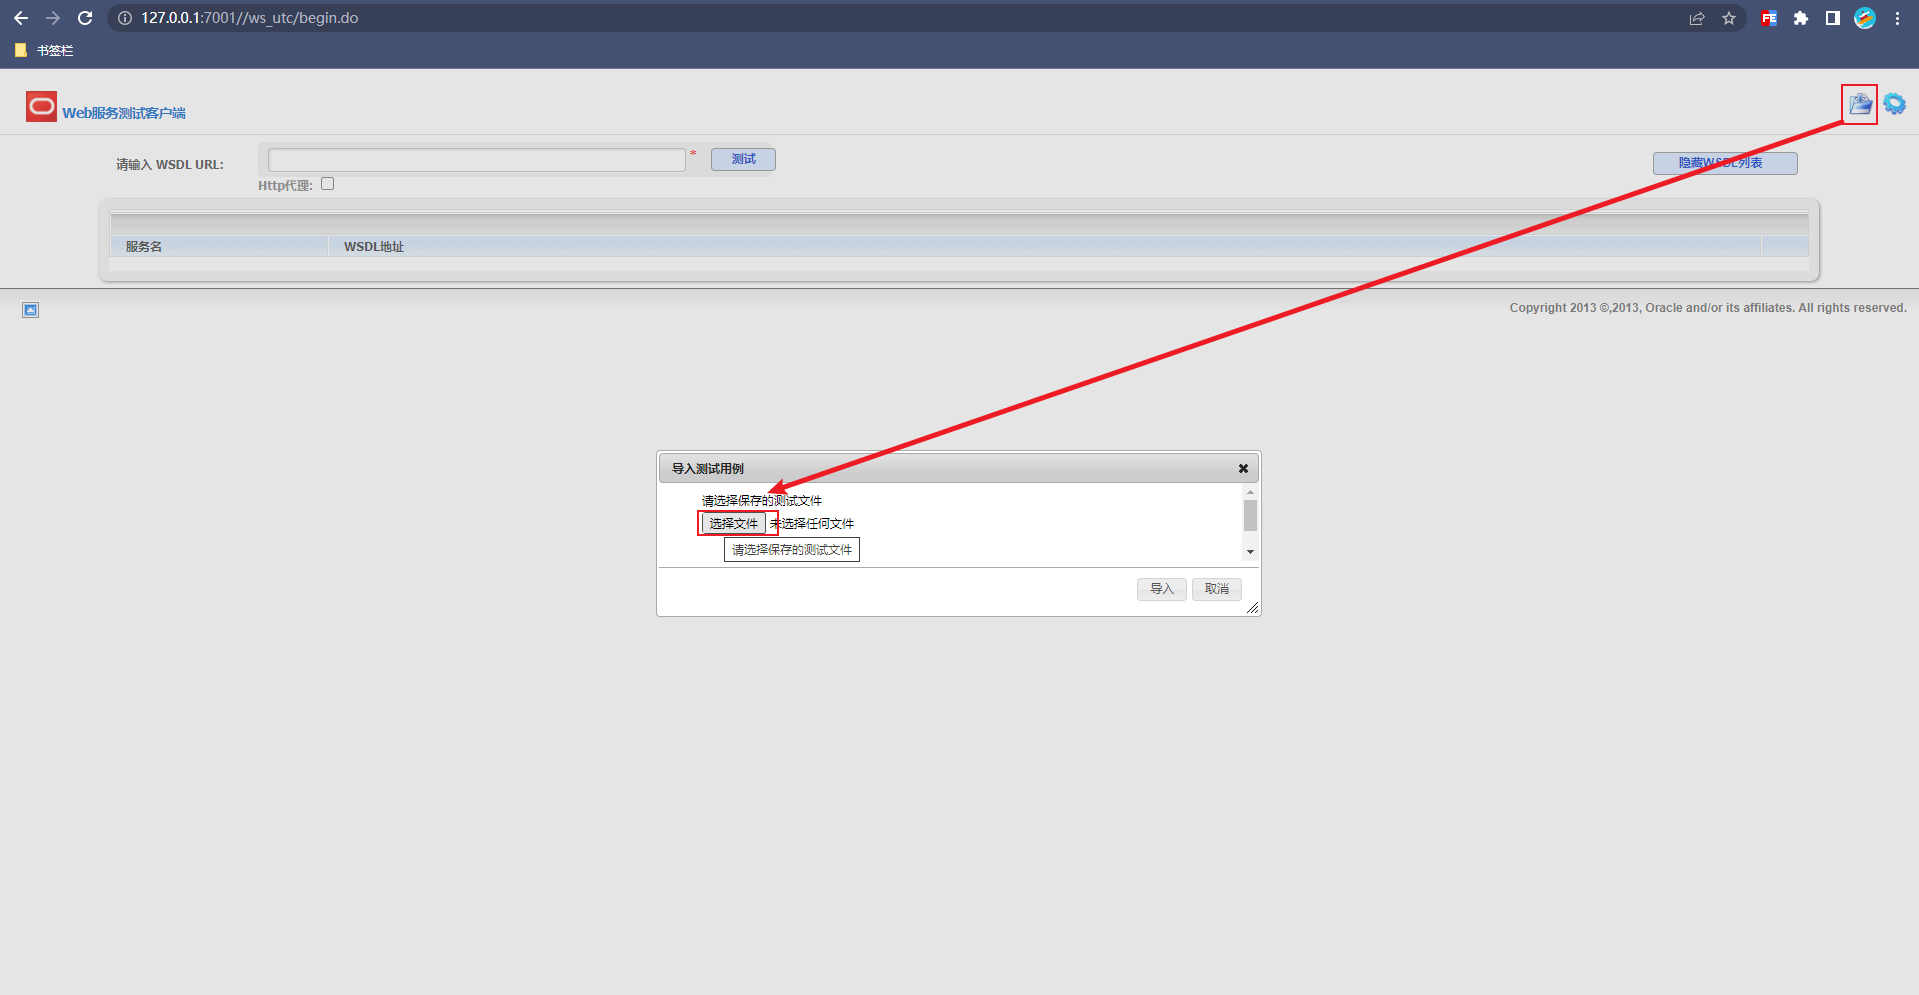 127.0.0.1:7001//ws_utc/begin.do
FE
书签栏
Web服务测试客户端
请输入 WSDL URL:
*
测试
隐藏WSDL列表
Http代理:
服务名
WSDL地址
Copyright 2013 ©,2013, Oracle and/or its affiliates. All rights reserved.
导入测试用例
请选择保存的测试文件
选择文件
未选择任何文件
请选择保存的测试文件
导入
取消